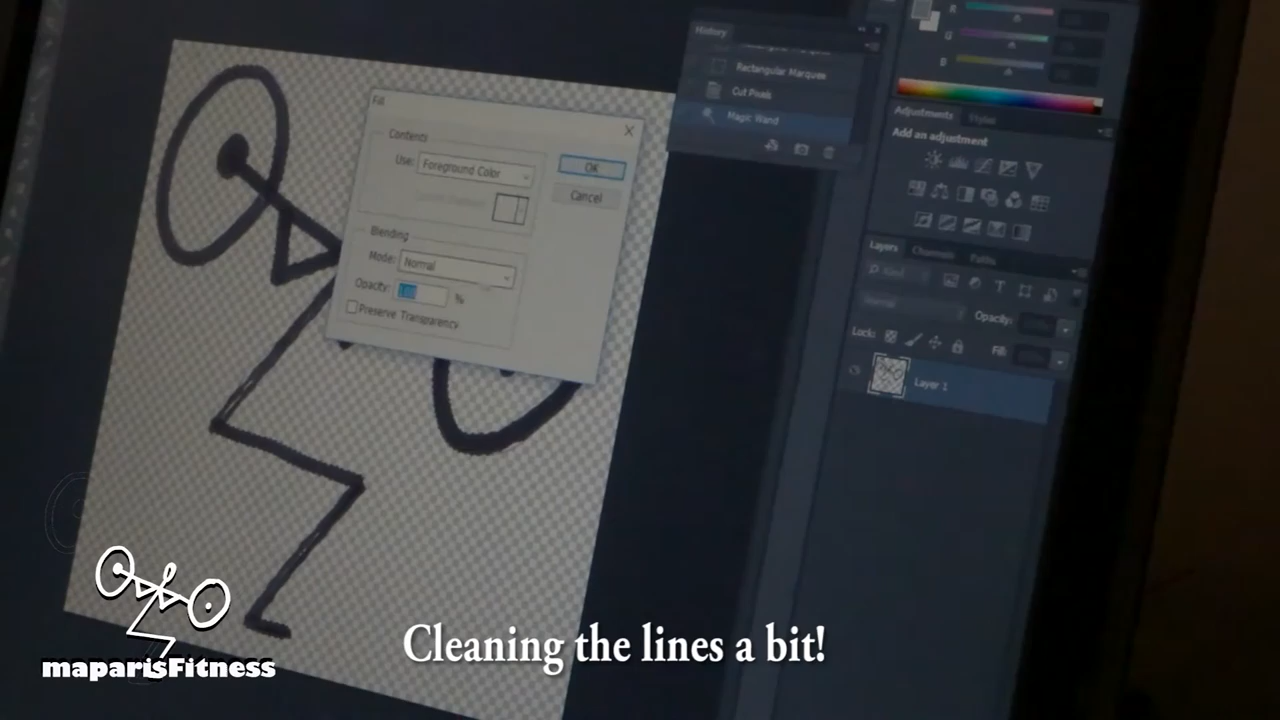 History
Rectangular Marquee
Cut Pixels
Magic Wand
R
G
B
Adjustments
Styles
Add an adjustment
Fill
Contents
Use: Foreground Color
OK
Cancel
Blending
Mode: Normal
Opacity:
%
Preserve Transparency
Layers
Channels
Paths
Kind
Normal
Opacity:
Lock:
Fill:
Layer 1
Cleaning the lines a bit!
maparisFitness